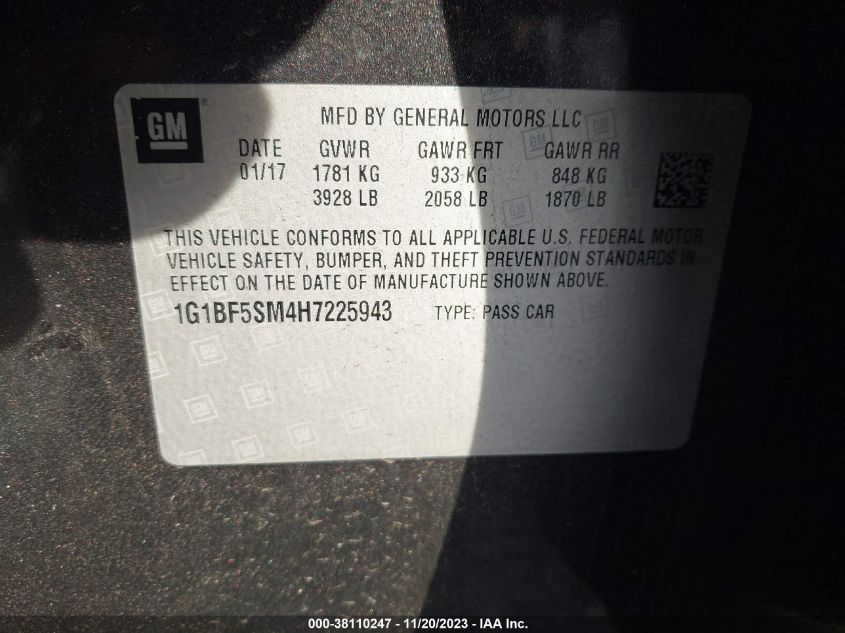 GM ®
MFD BY GENERAL MOTORS LLC
DATE GVWR GAWR FRT GAWR RR
01/17 1781 KG 933 KG 848 KG
3928 LB 2058 LB 1870 LB
THIS VEHICLE CONFORMS TO ALL APPLICABLE U.S. FEDERAL MOTOR
VEHICLE SAFETY, BUMPER, AND THEFT PREVENTION STANDARDS IN
EFFECT ON THE DATE OF MANUFACTURE SHOWN ABOVE.
1G1BF5SM4H7225943 TYPE: PASS CAR
000-38110247 - 11/20/2023 - IAA Inc.